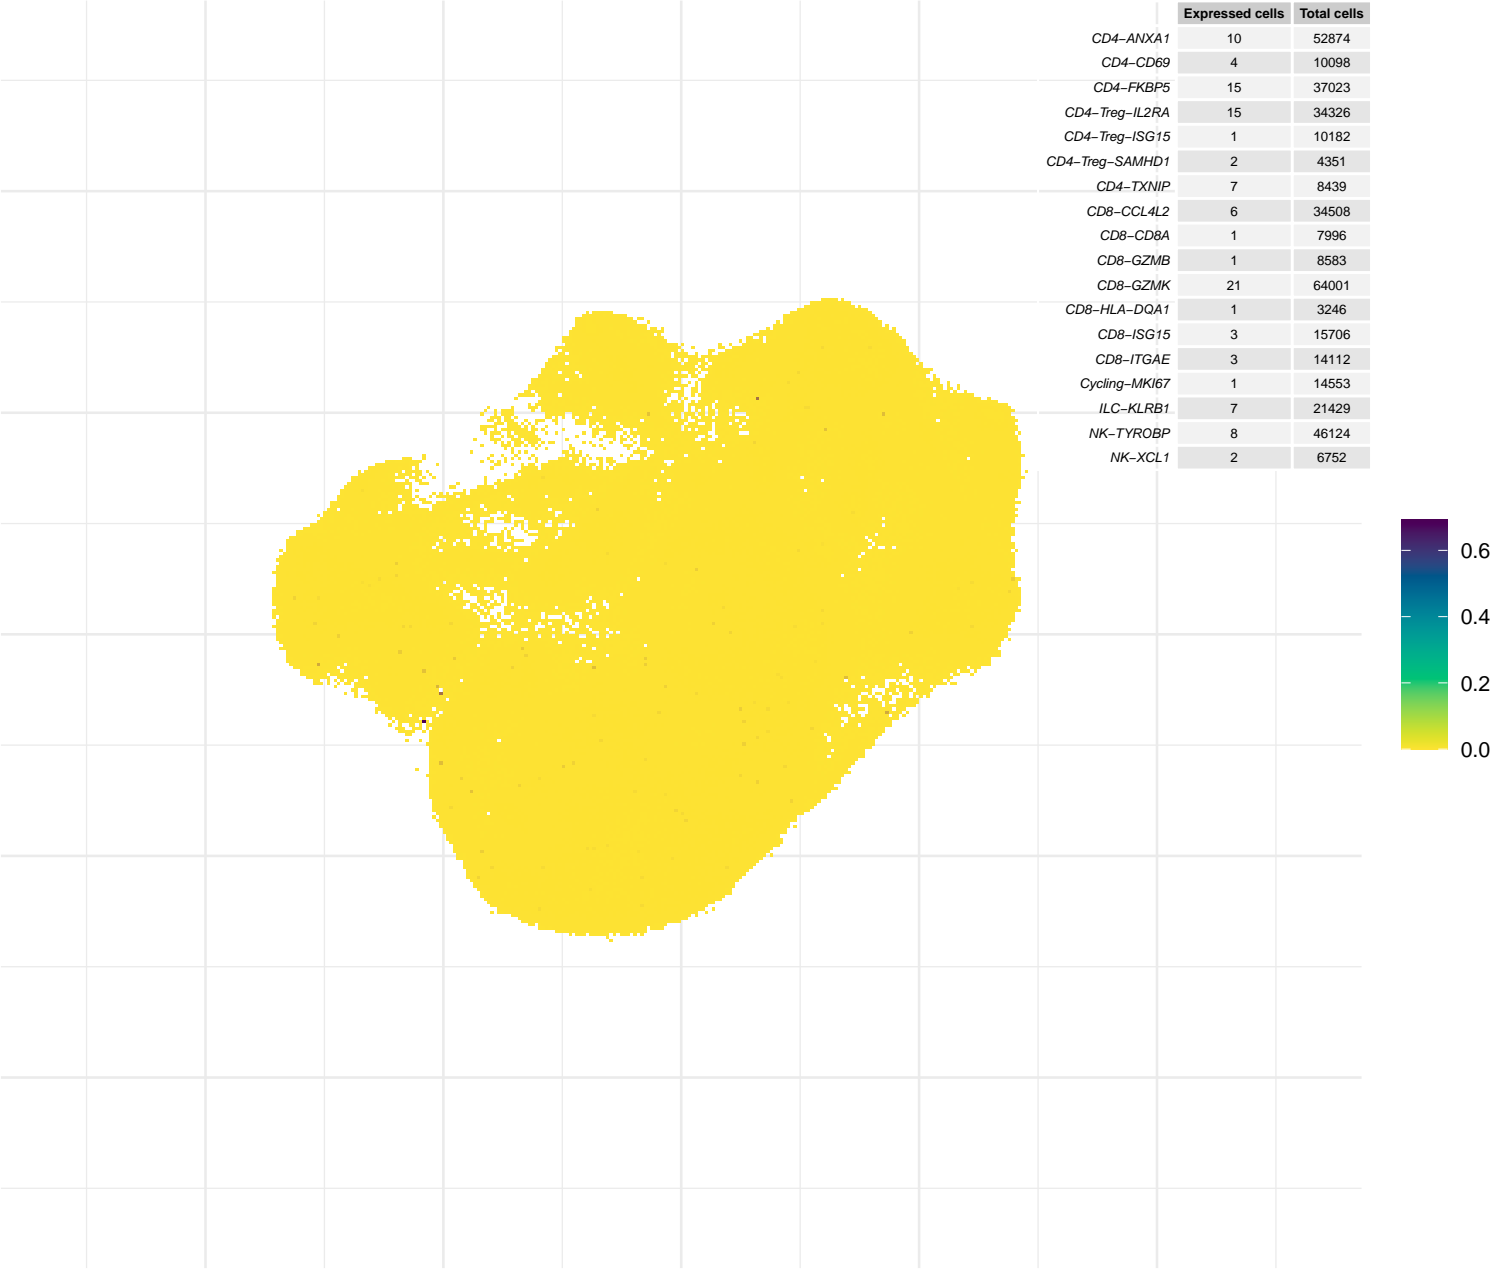 Expressed cells Total cells
CD4−ANXA1 10 52874
CD4−CD69 4 10098
CD4−FKBP5 15 37023
CD4−Treg−IL2RA 15 34326
CD4−Treg−ISG15 1 10182
CD4−Treg−SAMHD1 2 4351
CD4−TXNIP 7 8439
CD8−CCL4L2 6 34508
CD8−CD8A 1 7996
CD8−GZMB 1 8583
CD8−GZMK 21 64001
CD8−HLA−DQA1 1 3246
CD8−ISG15 3 15706
CD8−ITGAE 3 14112
Cycling−MKI67 1 14553
ILC−KLRB1 7 21429
NK−TYROBP 8 46124
NK−XCL1 2 6752
0.6
0.4
0.2
0.0